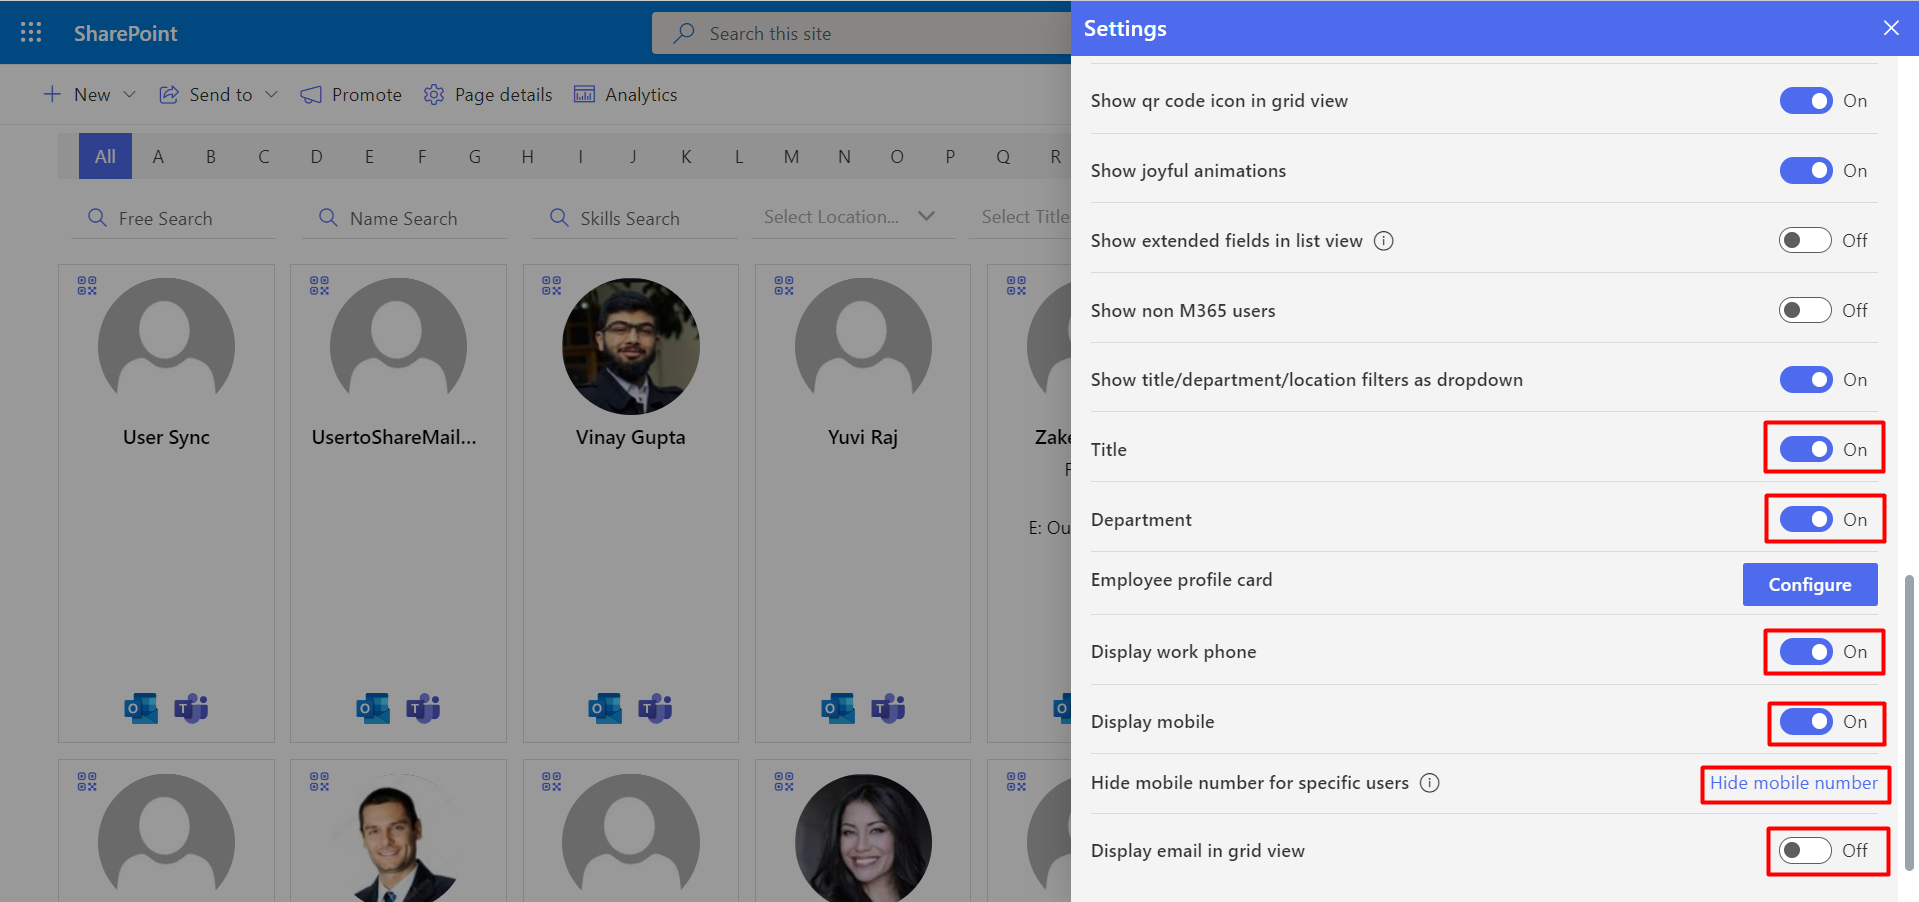 SharePoint
Search this site
New
Send to
Promote
Page details
Analytics
All A B C D E F G H I J K L M N O P Q R
Free Search
Name Search
Skills Search
Select Location...
Select Title
User Sync
UsertoShareMail...
Vinay Gupta
Yuvi Raj
Zake
E: Ou
Settings
Show qr code icon in grid view On
Show joyful animations On
Show extended fields in list view Off
Show non M365 users Off
Show title/department/location filters as dropdown On
Title On
Department On
Employee profile card Configure
Display work phone On
Display mobile On
Hide mobile number for specific users Hide mobile number
Display email in grid view Off